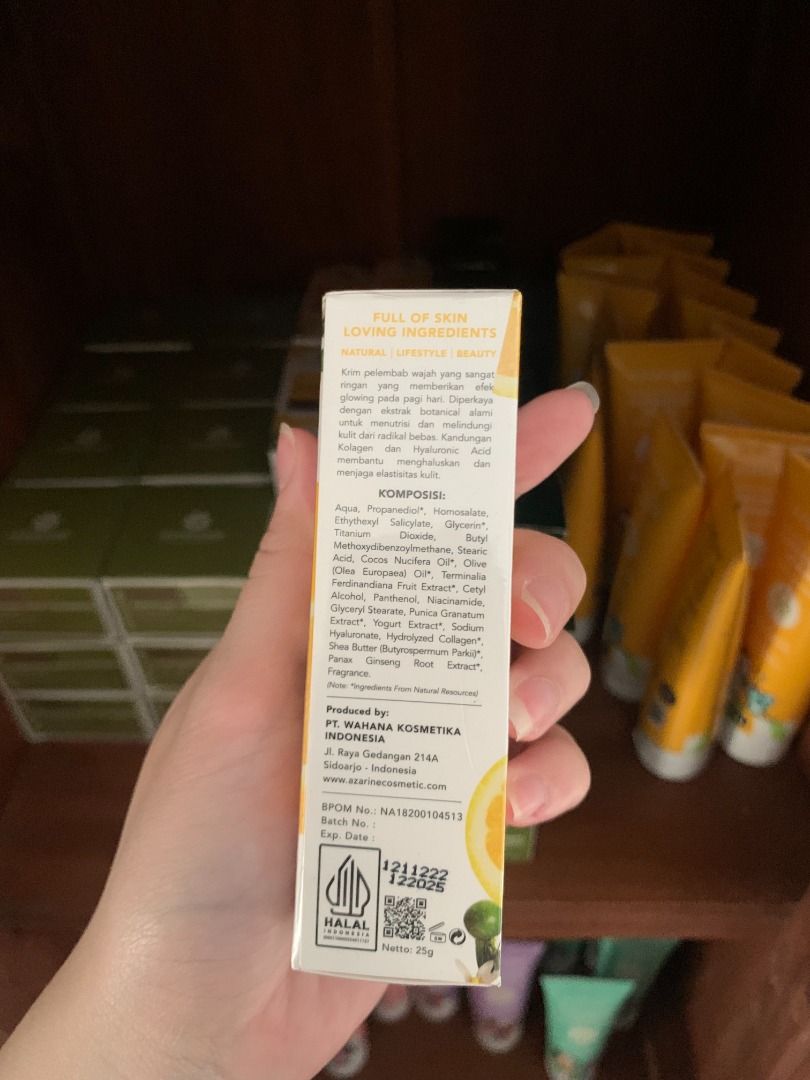 FULL OF SKIN
LOVING INGREDIENTS
NATURAL | LIFESTYLE | BEAUTY
Krim pelembab wajah yang sangat
ringan yang memberikan efek
glowing pada pagi hari. Diperkaya
dengan ekstrak botanical alami
untuk menutrisi dan melindungi
kulit dari radikal bebas. Kandungan
Kolagen dan Hyaluronic Acid
membantu menghaluskan dan
menjaga elastisitas kulit.
KOMPOSISI:
Aqua, Propanediol*, Homosalate,
Ethythexyl Salicylate, Glycerin*,
Titanium Dioxide, Butyl
Methoxydibenzoylmethane, Stearic
Acid, Cocos Nucifera Oil*, Olive
(Olea Europaea) Oil*, Terminalia
Ferdinandiana Fruit Extract*, Cetyl
Alcohol, Panthenol, Niacinamide,
Glyceryl Stearate, Punica Granatum
Extract*, Yogurt Extract*, Sodium
Hyaluronate, Hydrolyzed Collagen*,
Shea Butter (Butyrospermum Parkii)*,
Panax Ginseng Root Extract*,
Fragrance.
(Note: *Ingredients From Natural Resources)
Produced by:
PT. WAHANA KOSMETIKA
INDONESIA
Jl. Raya Gedangan 214A
Sidoarjo - Indonesia
www.azarinecosmetic.com
BPOM No.: NA18200104513
Batch No. :
Exp. Date :
1211222
122025
HALAL
INDONESIA
Netto: 25g